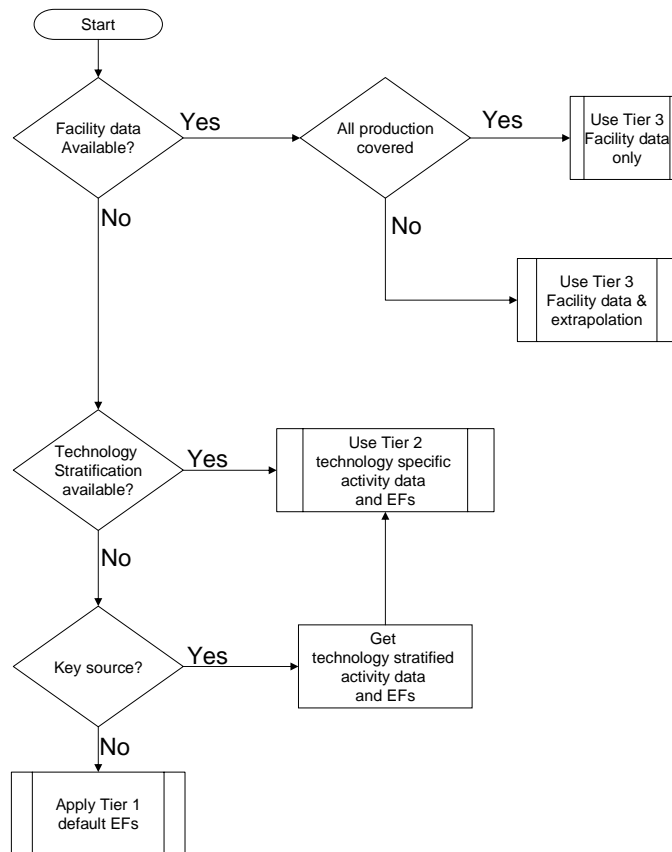 Start
Facility data
Available?
Yes
All production
covered
Yes
Use Tier 3
Facility data
only
No
No
Use Tier 3
Facility data &
extrapolation
Technology
Stratification
available?
Yes
Use Tier 2
technology specific
activity data
and EFs
No
Key source?
Yes
Get
technology stratified
activity data
and EFs
No
Apply Tier 1
default EFs